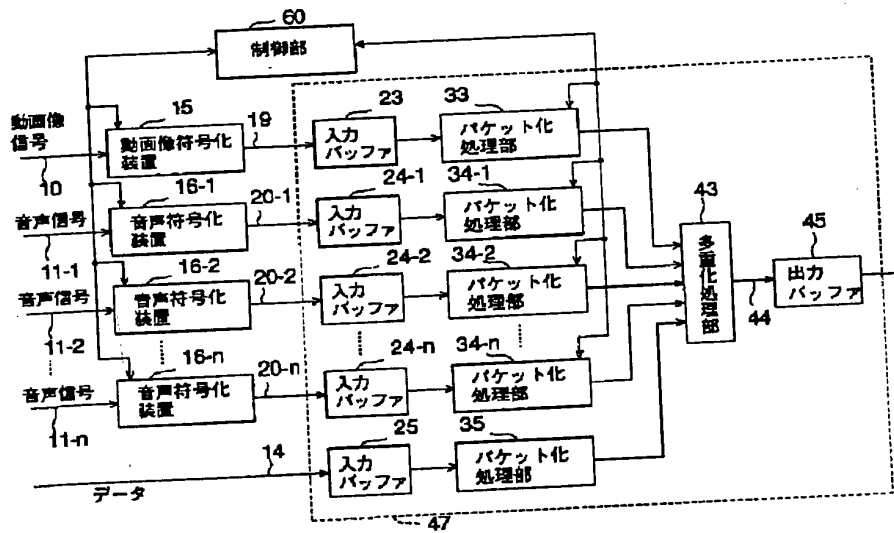 60
制御部
動画像
信号
10
15
動画像符号化
装置
19
23
入力
バッファ
33
パケット化
処理部
音声信号
11-1
16-1
音声符号化
装置
20-1
24-1
入力
バッファ
34-1
パケット化
処理部
43
多重化処理部
44
45
出力
バッファ
音声信号
11-2
16-2
音声符号化
装置
20-2
24-2
入力
バッファ
34-2
パケット化
処理部
音声信号
11-n
16-n
音声符号化
装置
20-n
24-n
入力
バッファ
34-n
パケット化
処理部
データ
14
25
入力
バッファ
35
パケット化
処理部
47